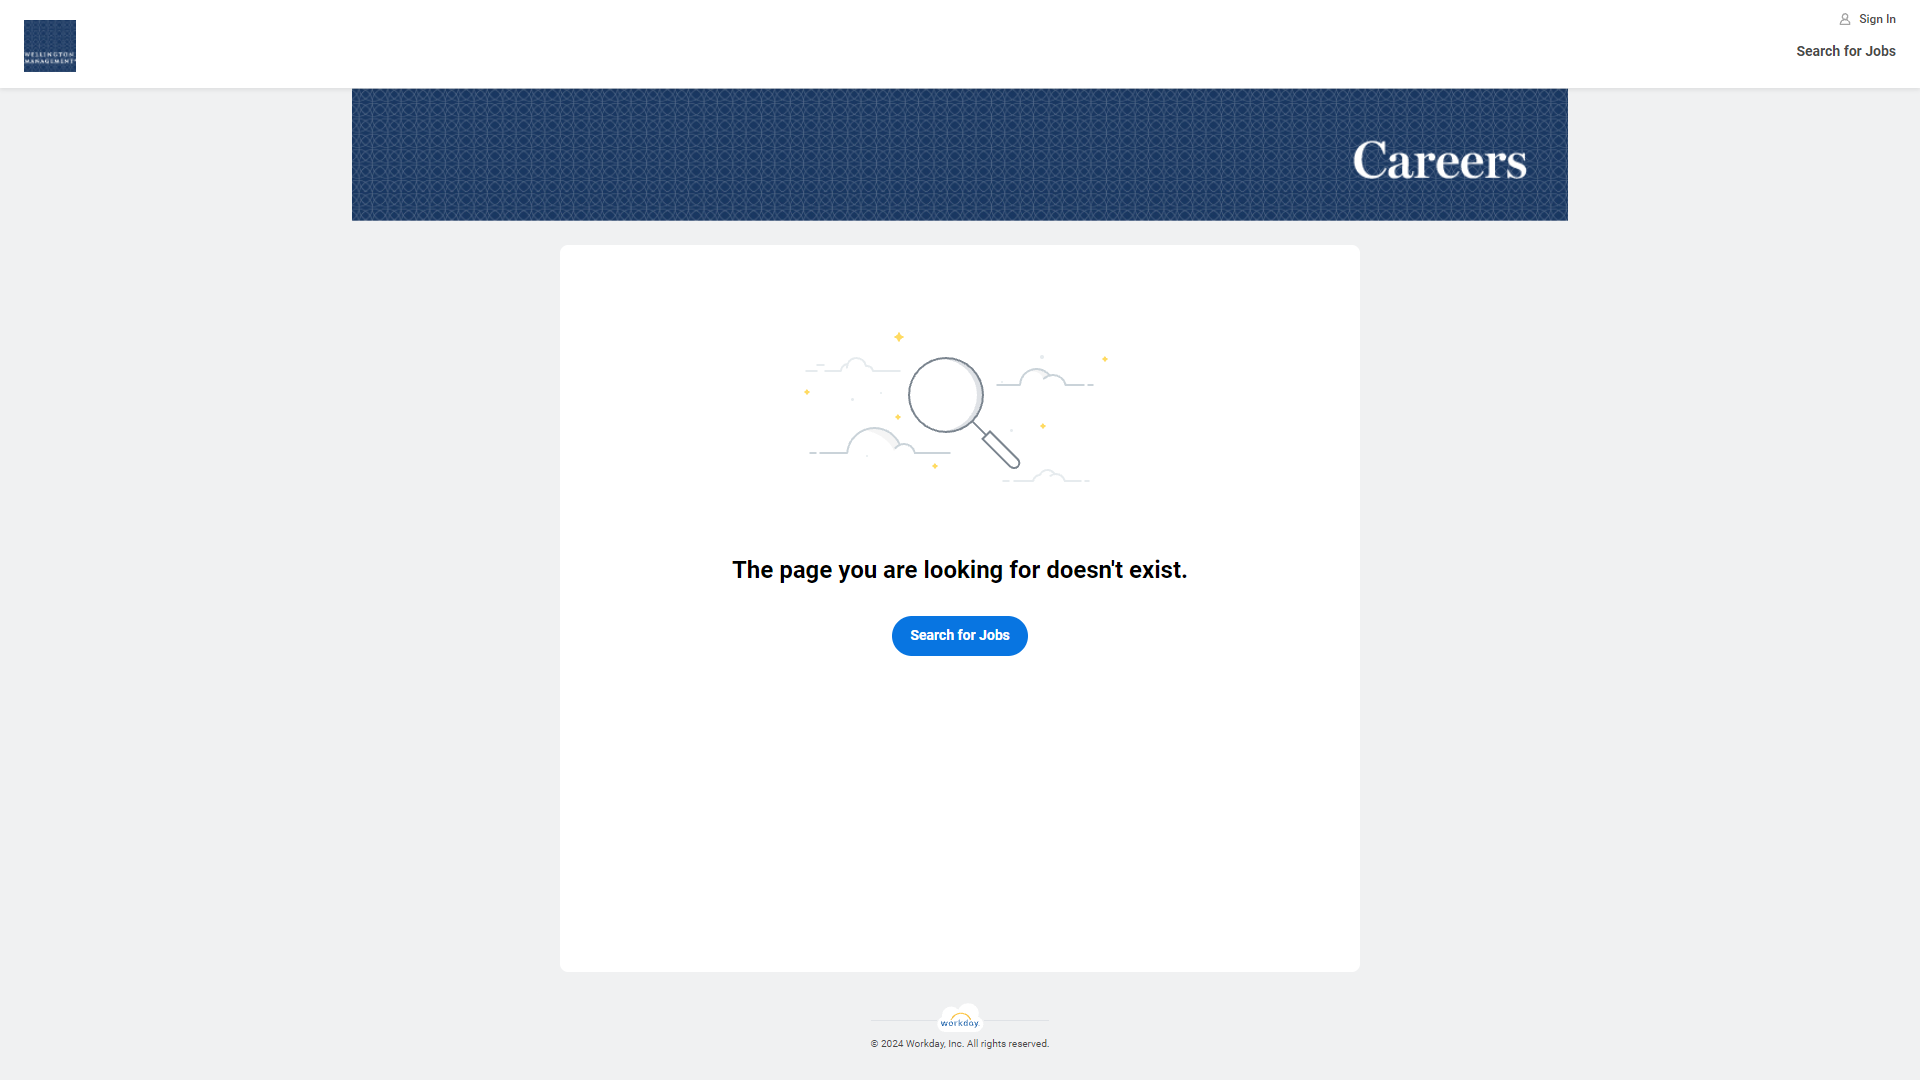 WELLINGTON
MANAGEMENT®
Sign In
Search for Jobs
Careers
The page you are looking for doesn't exist.
Search for Jobs
workday.
© 2024 Workday, Inc. All rights reserved.